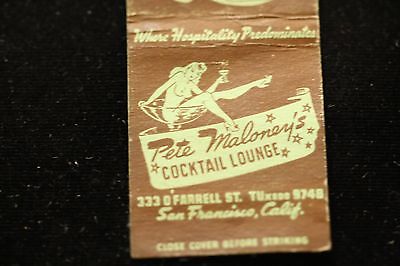 Where Hospitality Predominates
Pete Maloney's
COCKTAIL LOUNGE
333 O'FARRELL ST. TUXEDO 9748
San Francisco, Calif.
CLOSE COVER BEFORE STRIKING